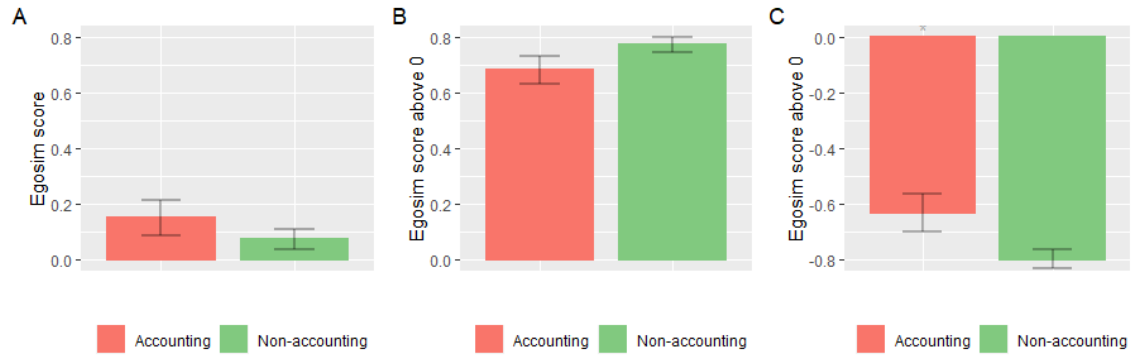 A
Egosim score
0.8
0.6
0.4
0.2
0.0
Accounting Non-accounting
B
Egosim score above 0
0.8
0.6
0.4
0.2
0.0
Accounting Non-accounting
C
Egosim score above 0
0.0
-0.2
-0.4
-0.6
-0.8
Accounting Non-accounting